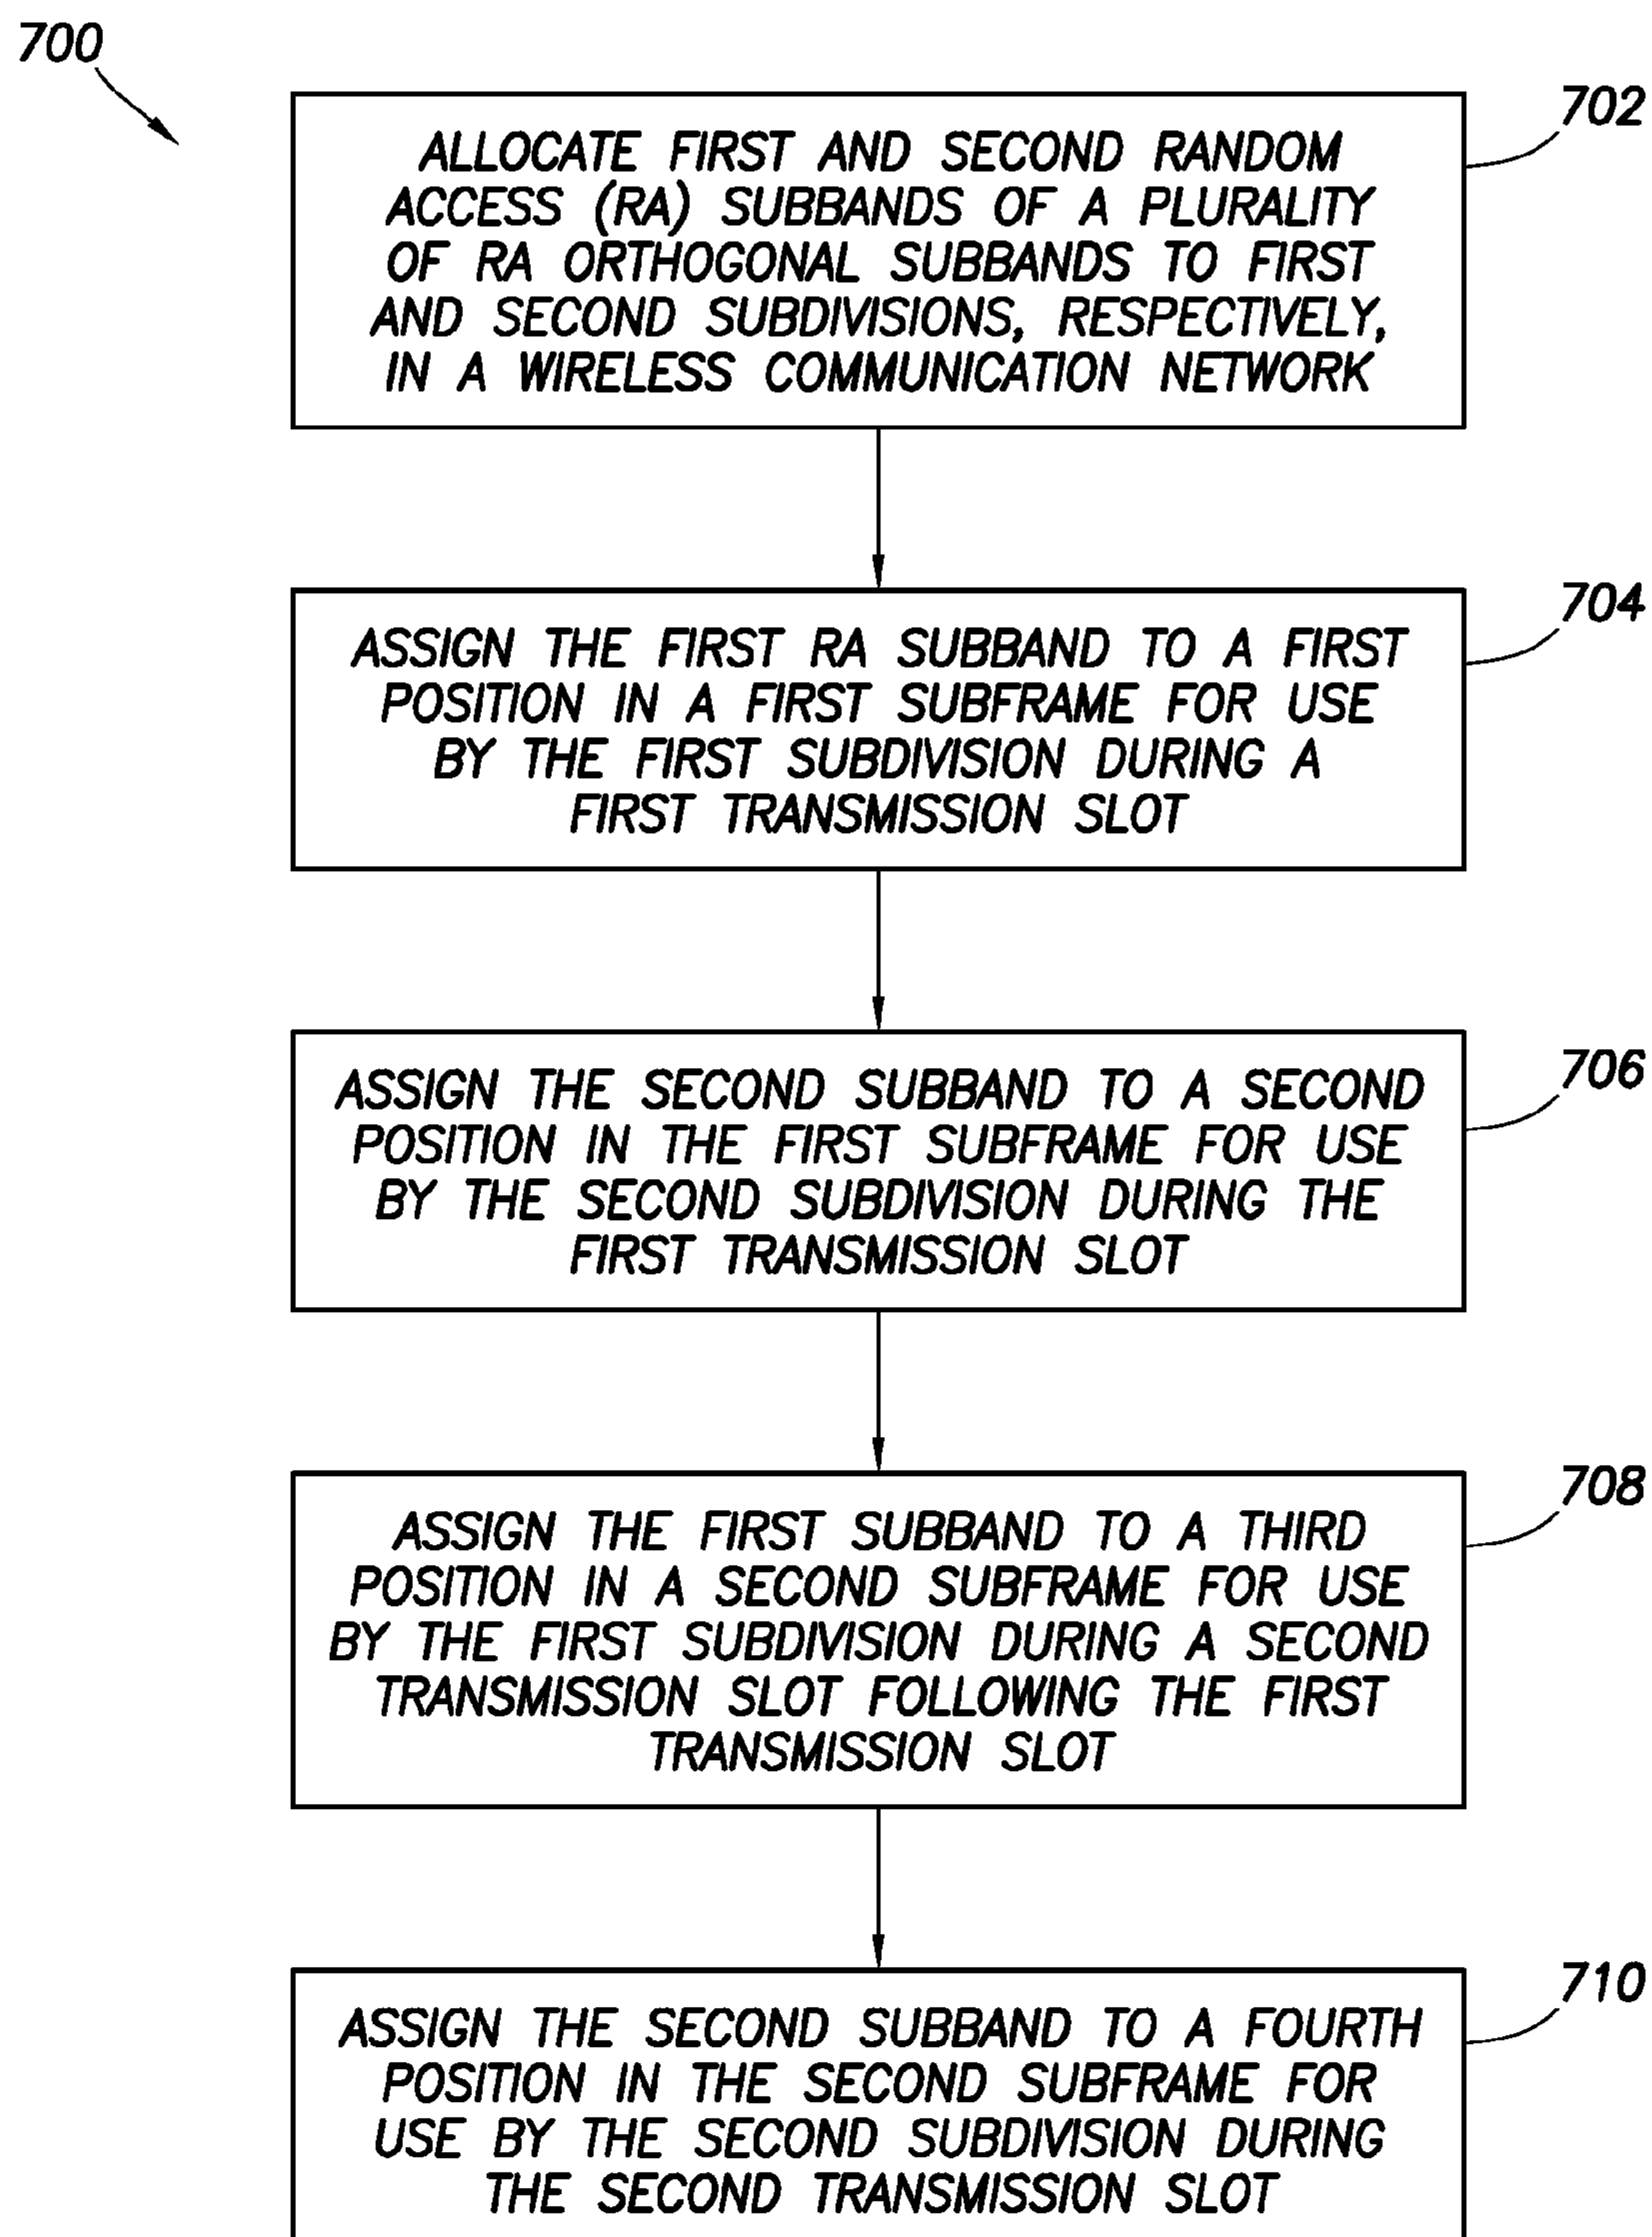 700
702
ALLOCATE FIRST AND SECOND RANDOM
ACCESS (RA) SUBBANDS OF A PLURALITY
OF RA ORTHOGONAL SUBBANDS TO FIRST
AND SECOND SUBDIVISIONS, RESPECTIVELY,
IN A WIRELESS COMMUNICATION NETWORK
704
ASSIGN THE FIRST RA SUBBAND TO A FIRST
POSITION IN A FIRST SUBFRAME FOR USE
BY THE FIRST SUBDIVISION DURING A
FIRST TRANSMISSION SLOT
706
ASSIGN THE SECOND SUBBAND TO A SECOND
POSITION IN THE FIRST SUBFRAME FOR USE
BY THE SECOND SUBDIVISION DURING THE
FIRST TRANSMISSION SLOT
708
ASSIGN THE FIRST SUBBAND TO A THIRD
POSITION IN A SECOND SUBFRAME FOR USE
BY THE FIRST SUBDIVISION DURING A SECOND
TRANSMISSION SLOT FOLLOWING THE FIRST
TRANSMISSION SLOT
710
ASSIGN THE SECOND SUBBAND TO A FOURTH
POSITION IN THE SECOND SUBFRAME FOR
USE BY THE SECOND SUBDIVISION DURING
THE SECOND TRANSMISSION SLOT